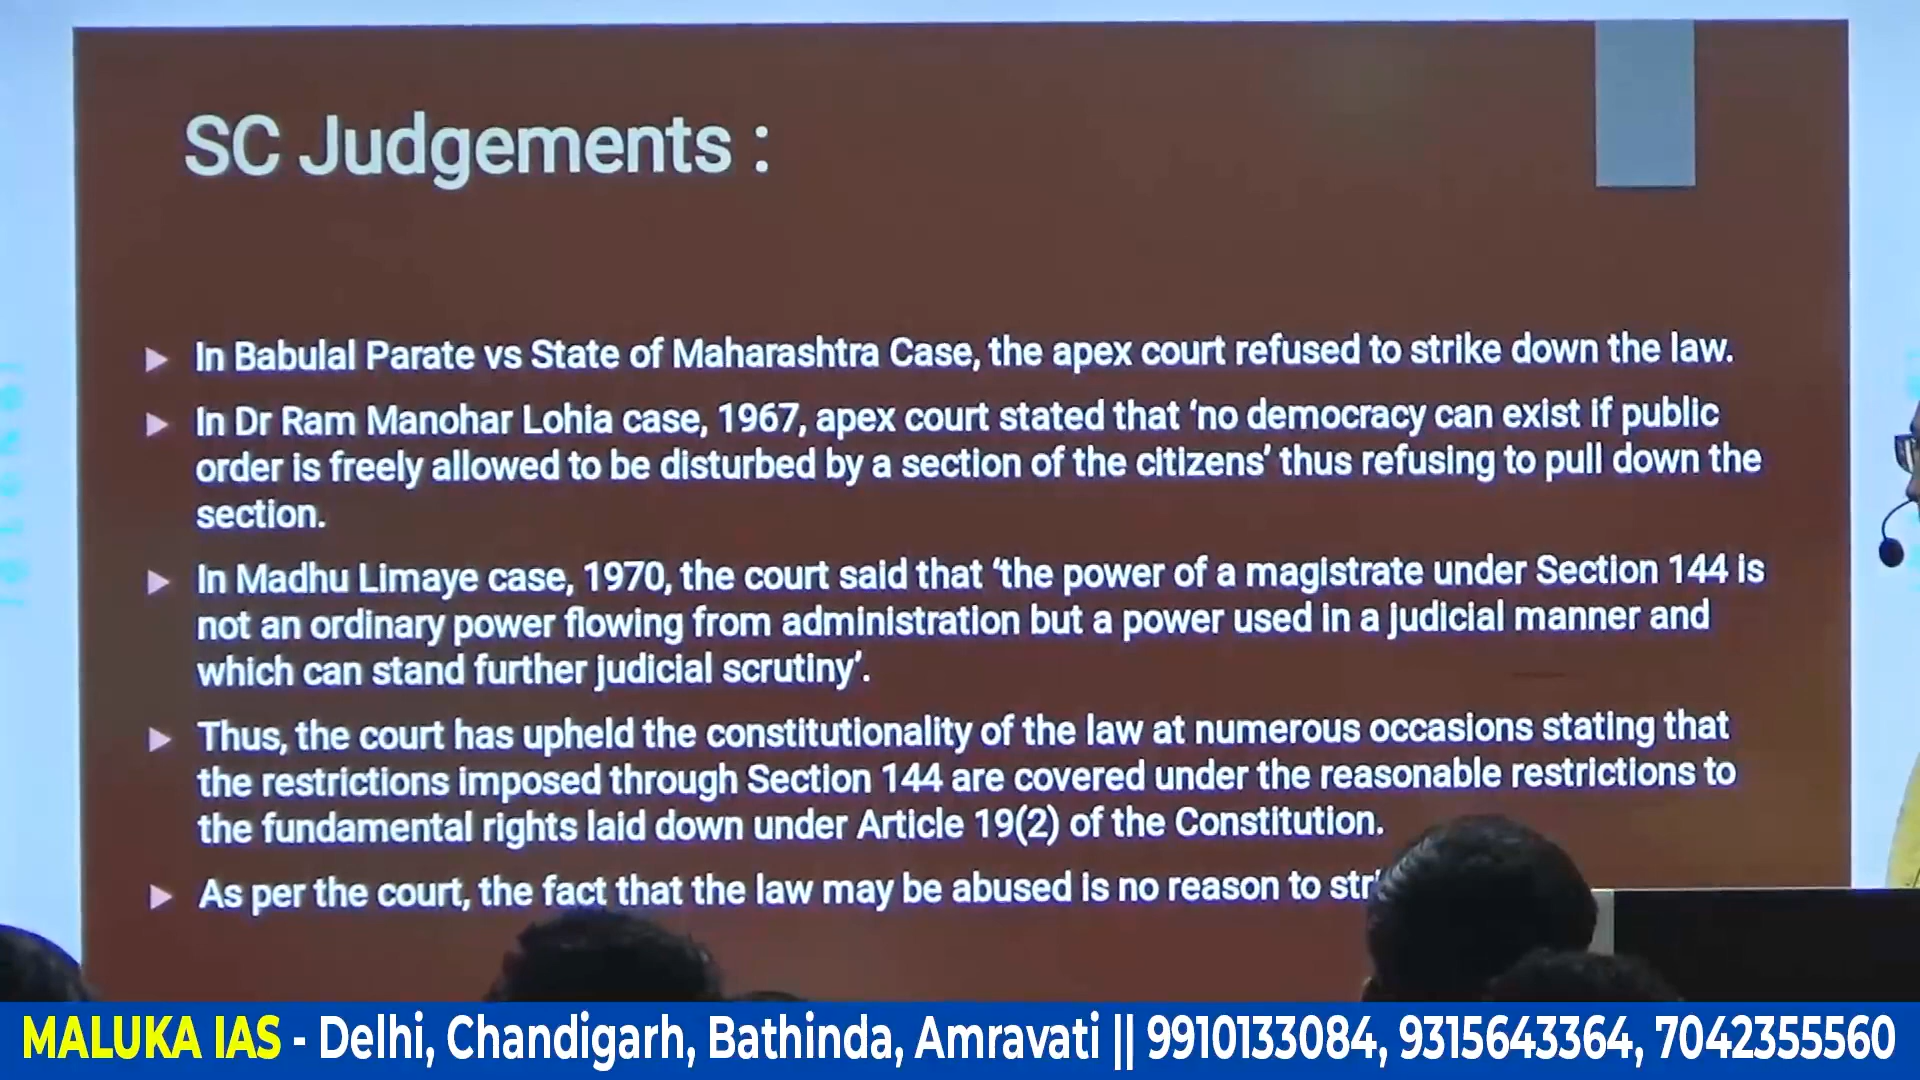 SC Judgements :
In Babulal Parate vs State of Maharashtra Case, the apex court refused to strike down the law.
In Dr Ram Manohar Lohia case, 1967, apex court stated that ‘no democracy can exist if public
order is freely allowed to be disturbed by a section of the citizens’ thus refusing to pull down the
section.
In Madhu Limaye case, 1970, the court said that ‘the power of a magistrate under Section 144 is
not an ordinary power flowing from administration but a power used in a judicial manner and
which can stand further judicial scrutiny’.
Thus, the court has upheld the constitutionality of the law at numerous occasions stating that
the restrictions imposed through Section 144 are covered under the reasonable restrictions to
the fundamental rights laid down under Article 19(2) of the Constitution.
As per the court, the fact that the law may be abused is no reason to
MALUKA IAS - Delhi, Chandigarh, Bathinda, Amravati || 9910133084, 9315643364, 7042355560